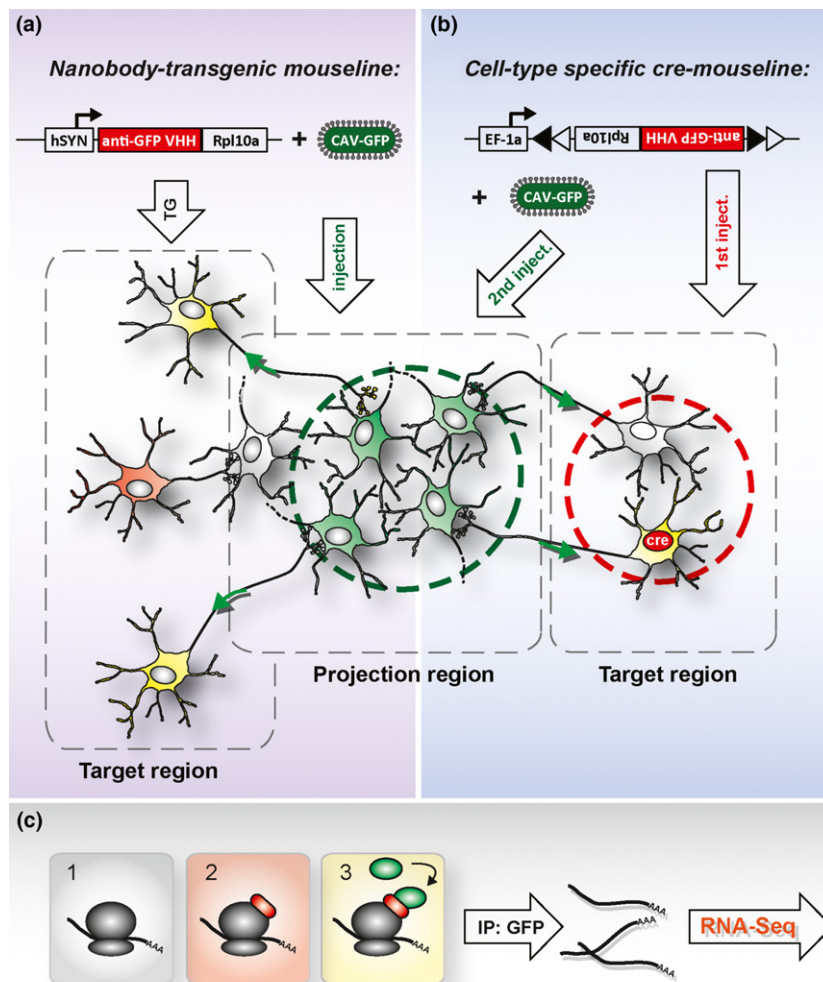 (a)
Nanobody-transgenic mouseline:
hSYN
anti-GFP VHH
Rpl10a
+
CAV-GFP
TG
injection
(b)
Cell-type specific cre-mouseline:
EF-1a
Rpl10a
anti-GFP VHH
+
CAV-GFP
2nd inject.
1st inject.
cre
Projection region
Target region
Target region
(c)
1
AAA
2
AAA
3
AAA
IP: GFP
AAA
AAA
AAA
RNA-Seq